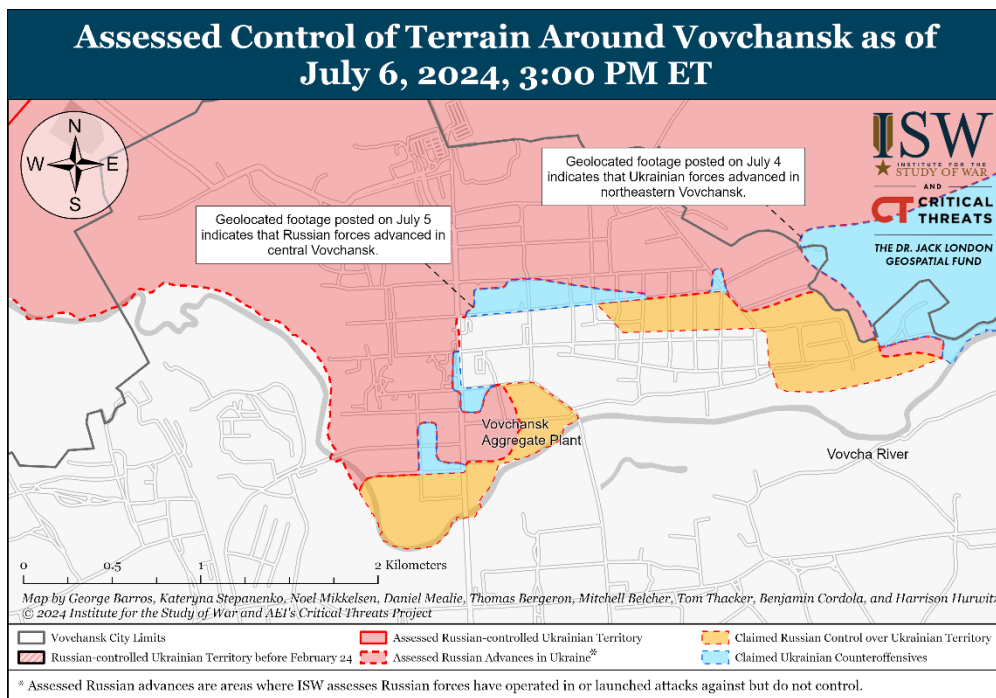 Assessed Control of Terrain Around Vovchansk as of
July 6, 2024, 3:00 PM ET
N
W
E
S
ISW
INSTITUTE FOR THE
STUDY OF WAR
AND
CT CRITICAL
THREATS
THE DR. JACK LONDON
GEOSPATIAL FUND
Geolocated footage posted on July 4
indicates that Ukrainian forces advanced in
northeastern Vovchansk.
Geolocated footage posted on July 5
indicates that Russian forces advanced in
central Vovchansk.
Vovchansk
Aggregate Plant
Vovcha River
0 0.5 1 2 Kilometers
Map by George Barros, Kateryna Stepanenko, Noel Mikkelsen, Daniel Mealie, Thomas Bergeron, Mitchell Belcher, Tom Thacker, Benjamin Cordola, and Harrison Hurwitz
© 2024 Institute for the Study of War and AEI's Critical Threats Project
Vovchansk City Limits
Assessed Russian-controlled Ukrainian Territory
Claimed Russian Control over Ukrainian Territory
Russian-controlled Ukrainian Territory before February 24
Assessed Russian Advances in Ukraine*
Claimed Ukrainian Counteroffensives
* Assessed Russian advances are areas where ISW assesses Russian forces have operated in or launched attacks against but do not control.